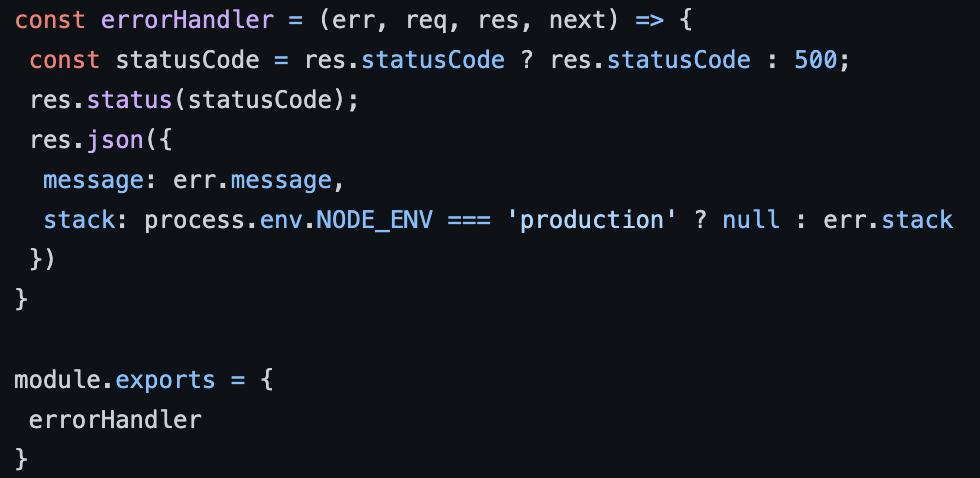 const errorHandler = (err, req, res, next) => {
 const statusCode = res.statusCode ? res.statusCode : 500;
 res.status(statusCode);
 res.json({
  message: err.message,
  stack: process.env.NODE_ENV === 'production' ? null : err.stack
 })
}

module.exports = {
 errorHandler
}